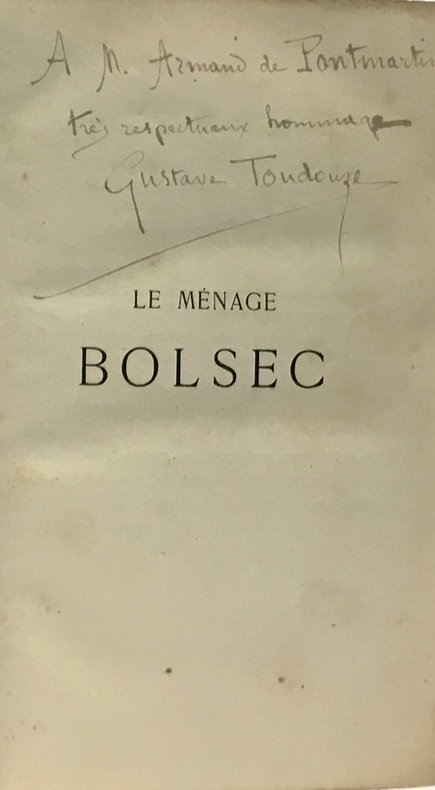 A M. Armand de Pontmartin
très respectueux hommage
Gustave Toudouze
LE MÉNAGE
BOLSEC